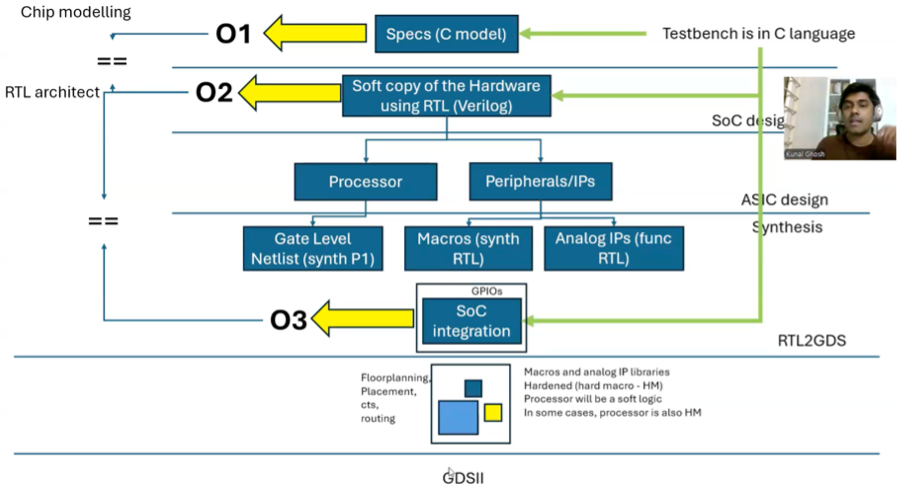 Chip modelling
O1
Specs (C model)
Testbench is in C language
==
RTL architect
O2
Soft copy of the Hardware
using RTL (Verilog)
SoC desig
Kunal Ghosh
Processor
Peripherals/IPs
ASIC design
==
Synthesis
Gate Level
Netlist (synth P1)
Macros (synth
RTL)
Analog IPs (func
RTL)
GPIOs
O3
SoC
integration
RTL2GDS
Floorplanning,
Placement,
cts,
routing
Macros and analog IP libraries
Hardened (hard macro - HM)
Processor will be a soft logic
In some cases, processor is also HM
GDSII